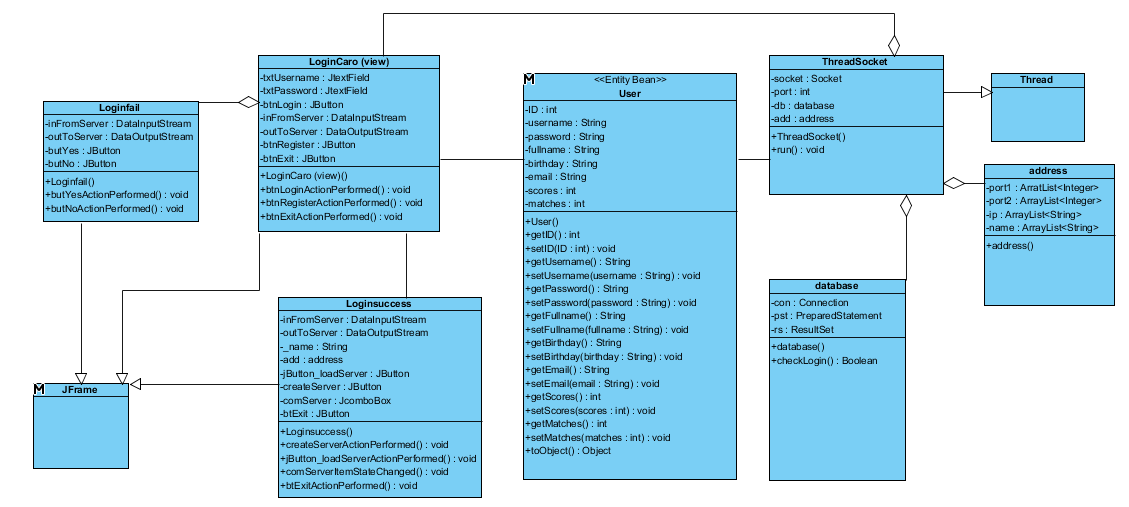 Loginfail
-inFromServer : DataInputStream
-outToServer : DataOutputStream
-butYes : JButton
-butNo : JButton
+Loginfail()
+butYesActionPerformed() : void
+butNoActionPerformed() : void
LoginCaro (view)
-txtUsername : JtextField
-txtPassword : JtextField
-btnLogin : JButton
-inFromServer : DataInputStream
-outToServer : DataOutputStream
-btnRegister : JButton
-btnExit : JButton
+LoginCaro (view)()
+btnLoginActionPerformed() : void
+btnRegisterActionPerformed() : void
+btnExitActionPerformed() : void
M
JFrame
Loginsuccess
-inFromServer : DataInputStream
-outToServer : DataOutputStream
-_name : String
-add : address
-jButton_loadServer : JButton
-createServer : JButton
-comServer : JcomboBox
-btExit : JButton
+Loginsuccess()
+createServerActionPerformed() : void
+jButton_loadServerActionPerformed() : void
+comServerItemStateChanged() : void
+btExitActionPerformed() : void
M
<<Entity Bean>>
User
-ID : int
-username : String
-password : String
-fullname : String
-birthday : String
-email : String
-scores : int
-matches : int
+User()
+getID() : int
+setID(ID : int) : void
+getUsername() : String
+setUsername(username : String) : void
+getPassword() : String
+setPassword(password : String) : void
+getFullname() : String
+setFullname(fullname : String) : void
+getBirthday() : String
+setBirthday(birthday : String) : void
+getEmail() : String
+setEmail(email : String) : void
+getScores() : int
+setScores(scores : int) : void
+getMatches() : int
+setMatches(matches : int) : void
+toObject() : Object
ThreadSocket
-socket : Socket
-port : int
-db : database
-add : address
+ThreadSocket()
+run() : void
Thread
address
-port1 : ArratList<Integer>
-port2 : ArrayList<Integer>
-ip : ArrayList<String>
-name : ArrayList<String>
+address()
database
-con : Connection
-pst : PreparedStatement
-rs : ResultSet
+database()
+checkLogin() : Boolean